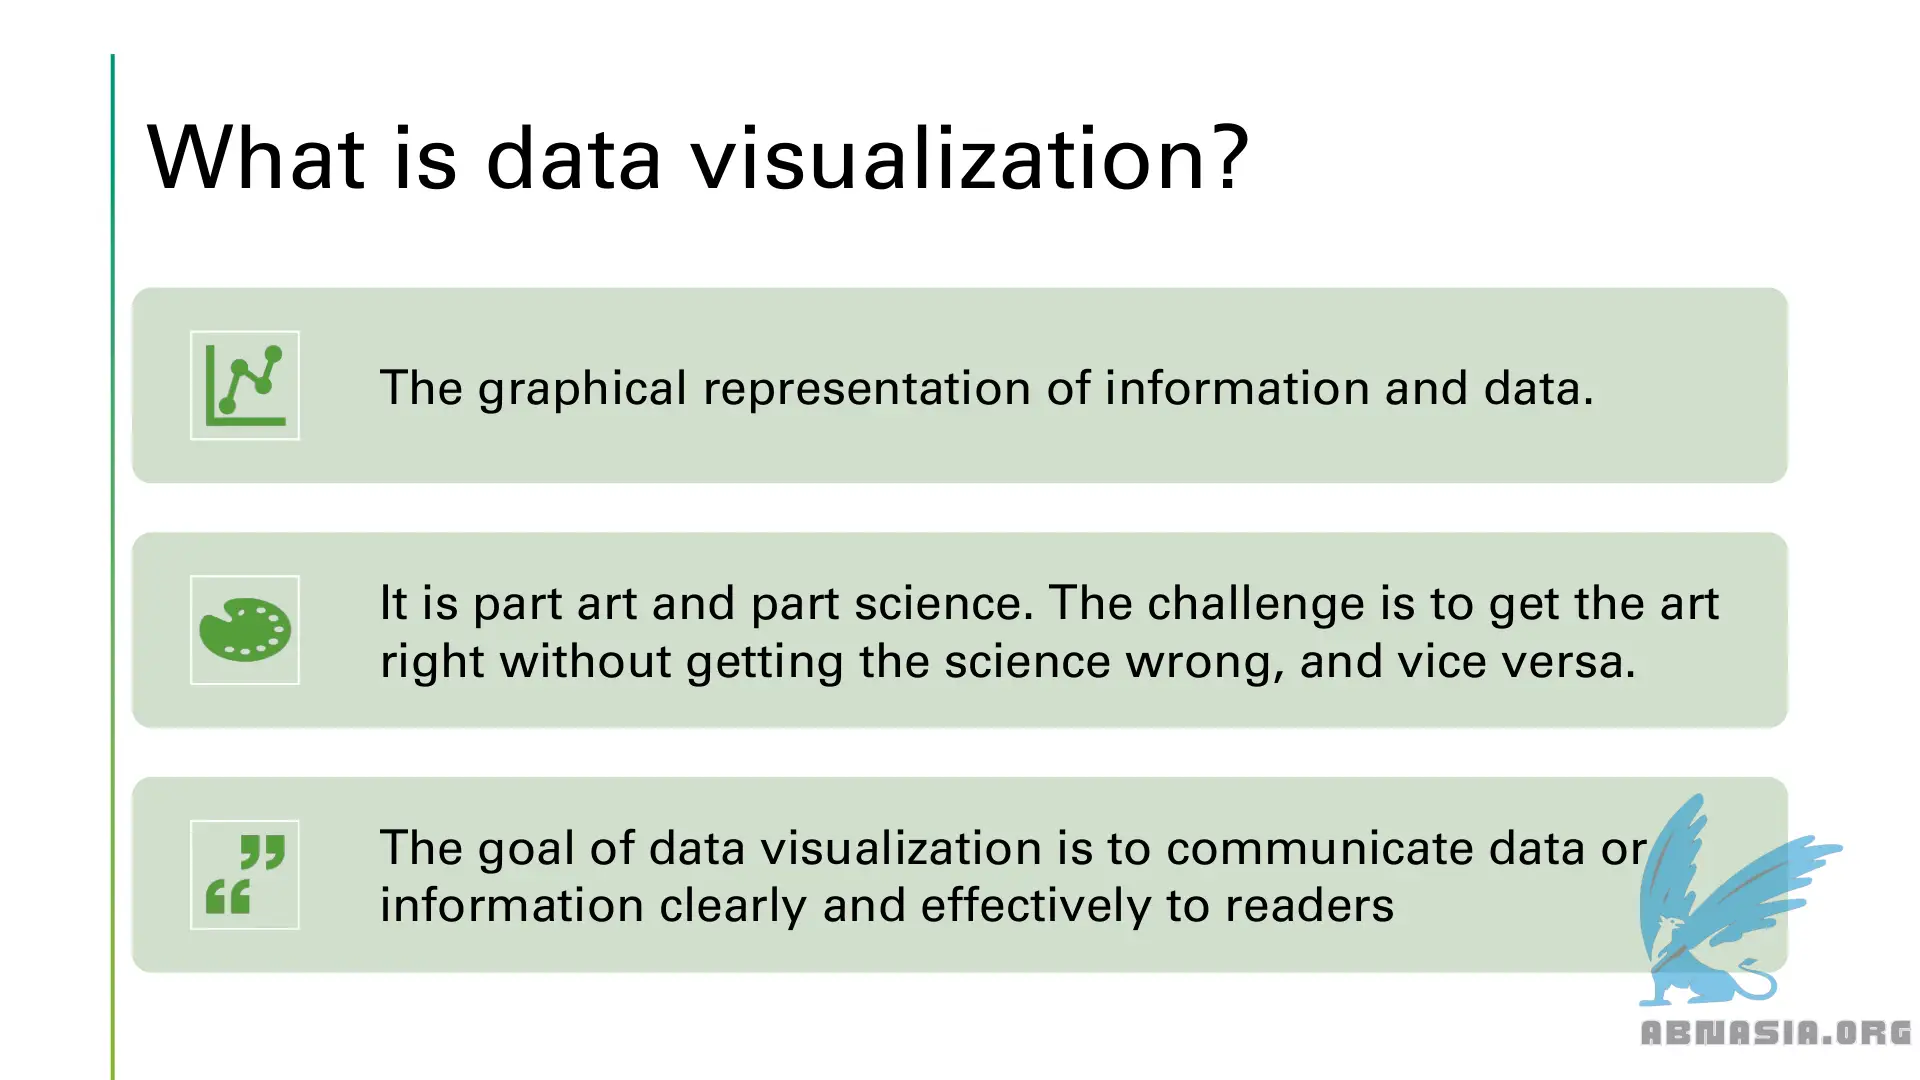 What is data visualization?
The graphical representation of information and data.
It is part art and part science. The challenge is to get the art
right without getting the science wrong, and vice versa.
The goal of data visualization is to communicate data or
information clearly and effectively to readers
ABNASIA.ORG